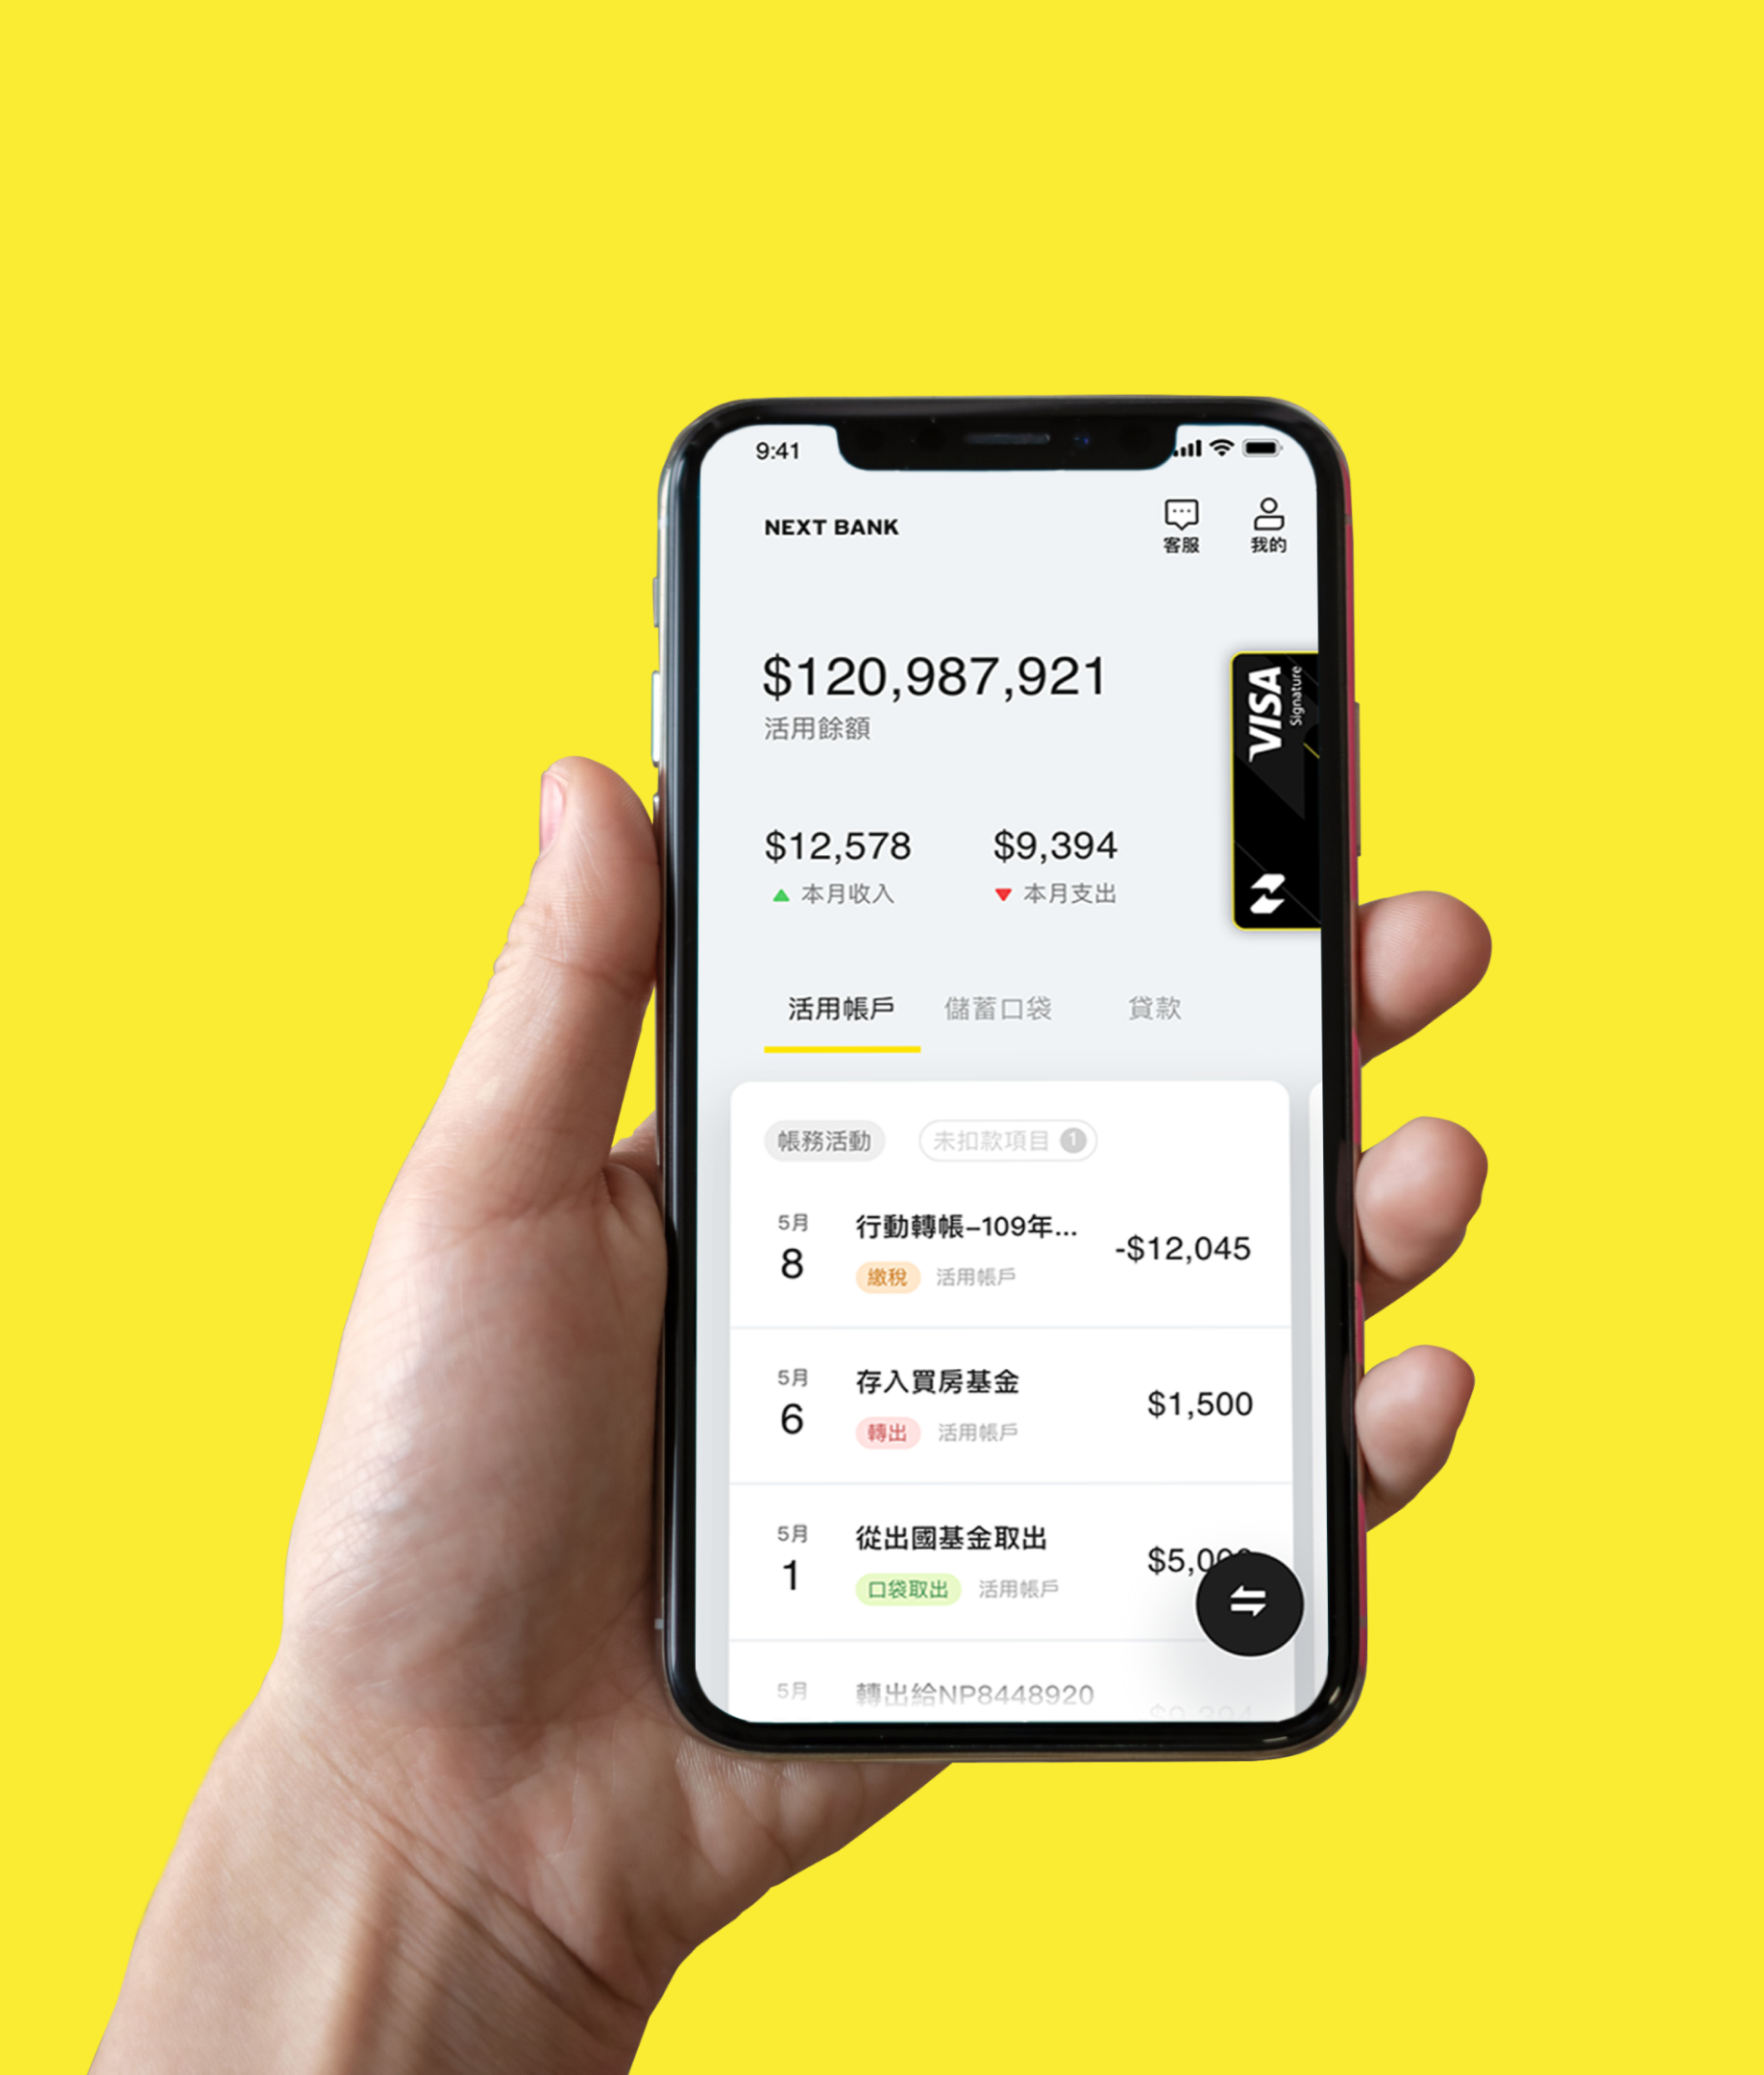 9:41
NEXT BANK
客服
我的
$120,987,921
活用餘額
VISA
Signature
$12,578
$9,394
本月收入
本月支出
活用帳戶
儲蓄口袋
貸款
帳務活動
未扣款項目 1
5月
8
行動轉帳–109年...
-$12,045
繳稅
活用帳戶
5月
6
存入買房基金
$1,500
轉出
活用帳戶
5月
1
從出國基金取出
$5,00
口袋取出
活用帳戶
5月
轉出給NP8448920
$9,394